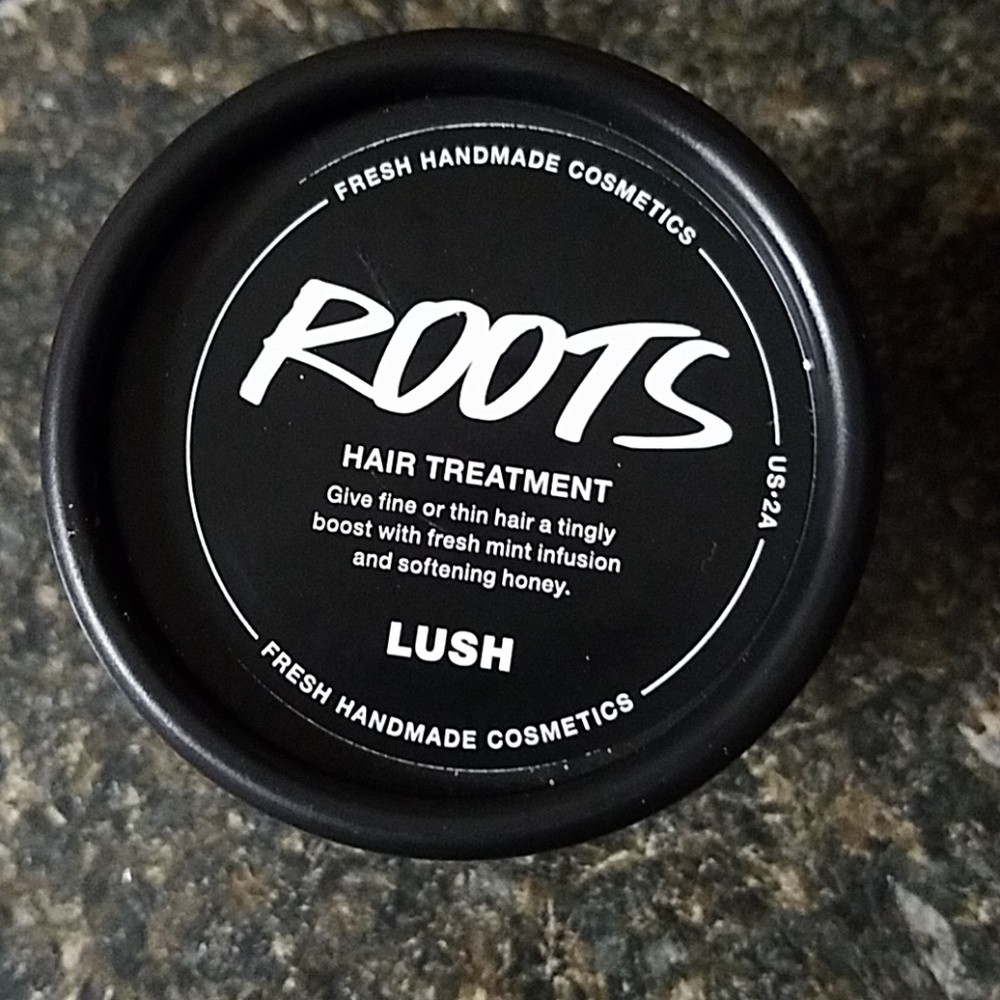 FRESH HANDMADE COSMETICS
ROOTS
HAIR TREATMENT
Give fine or thin hair a tingly
boost with fresh mint infusion
and softening honey.
LUSH
US•2A
FRESH HANDMADE COSMETICS